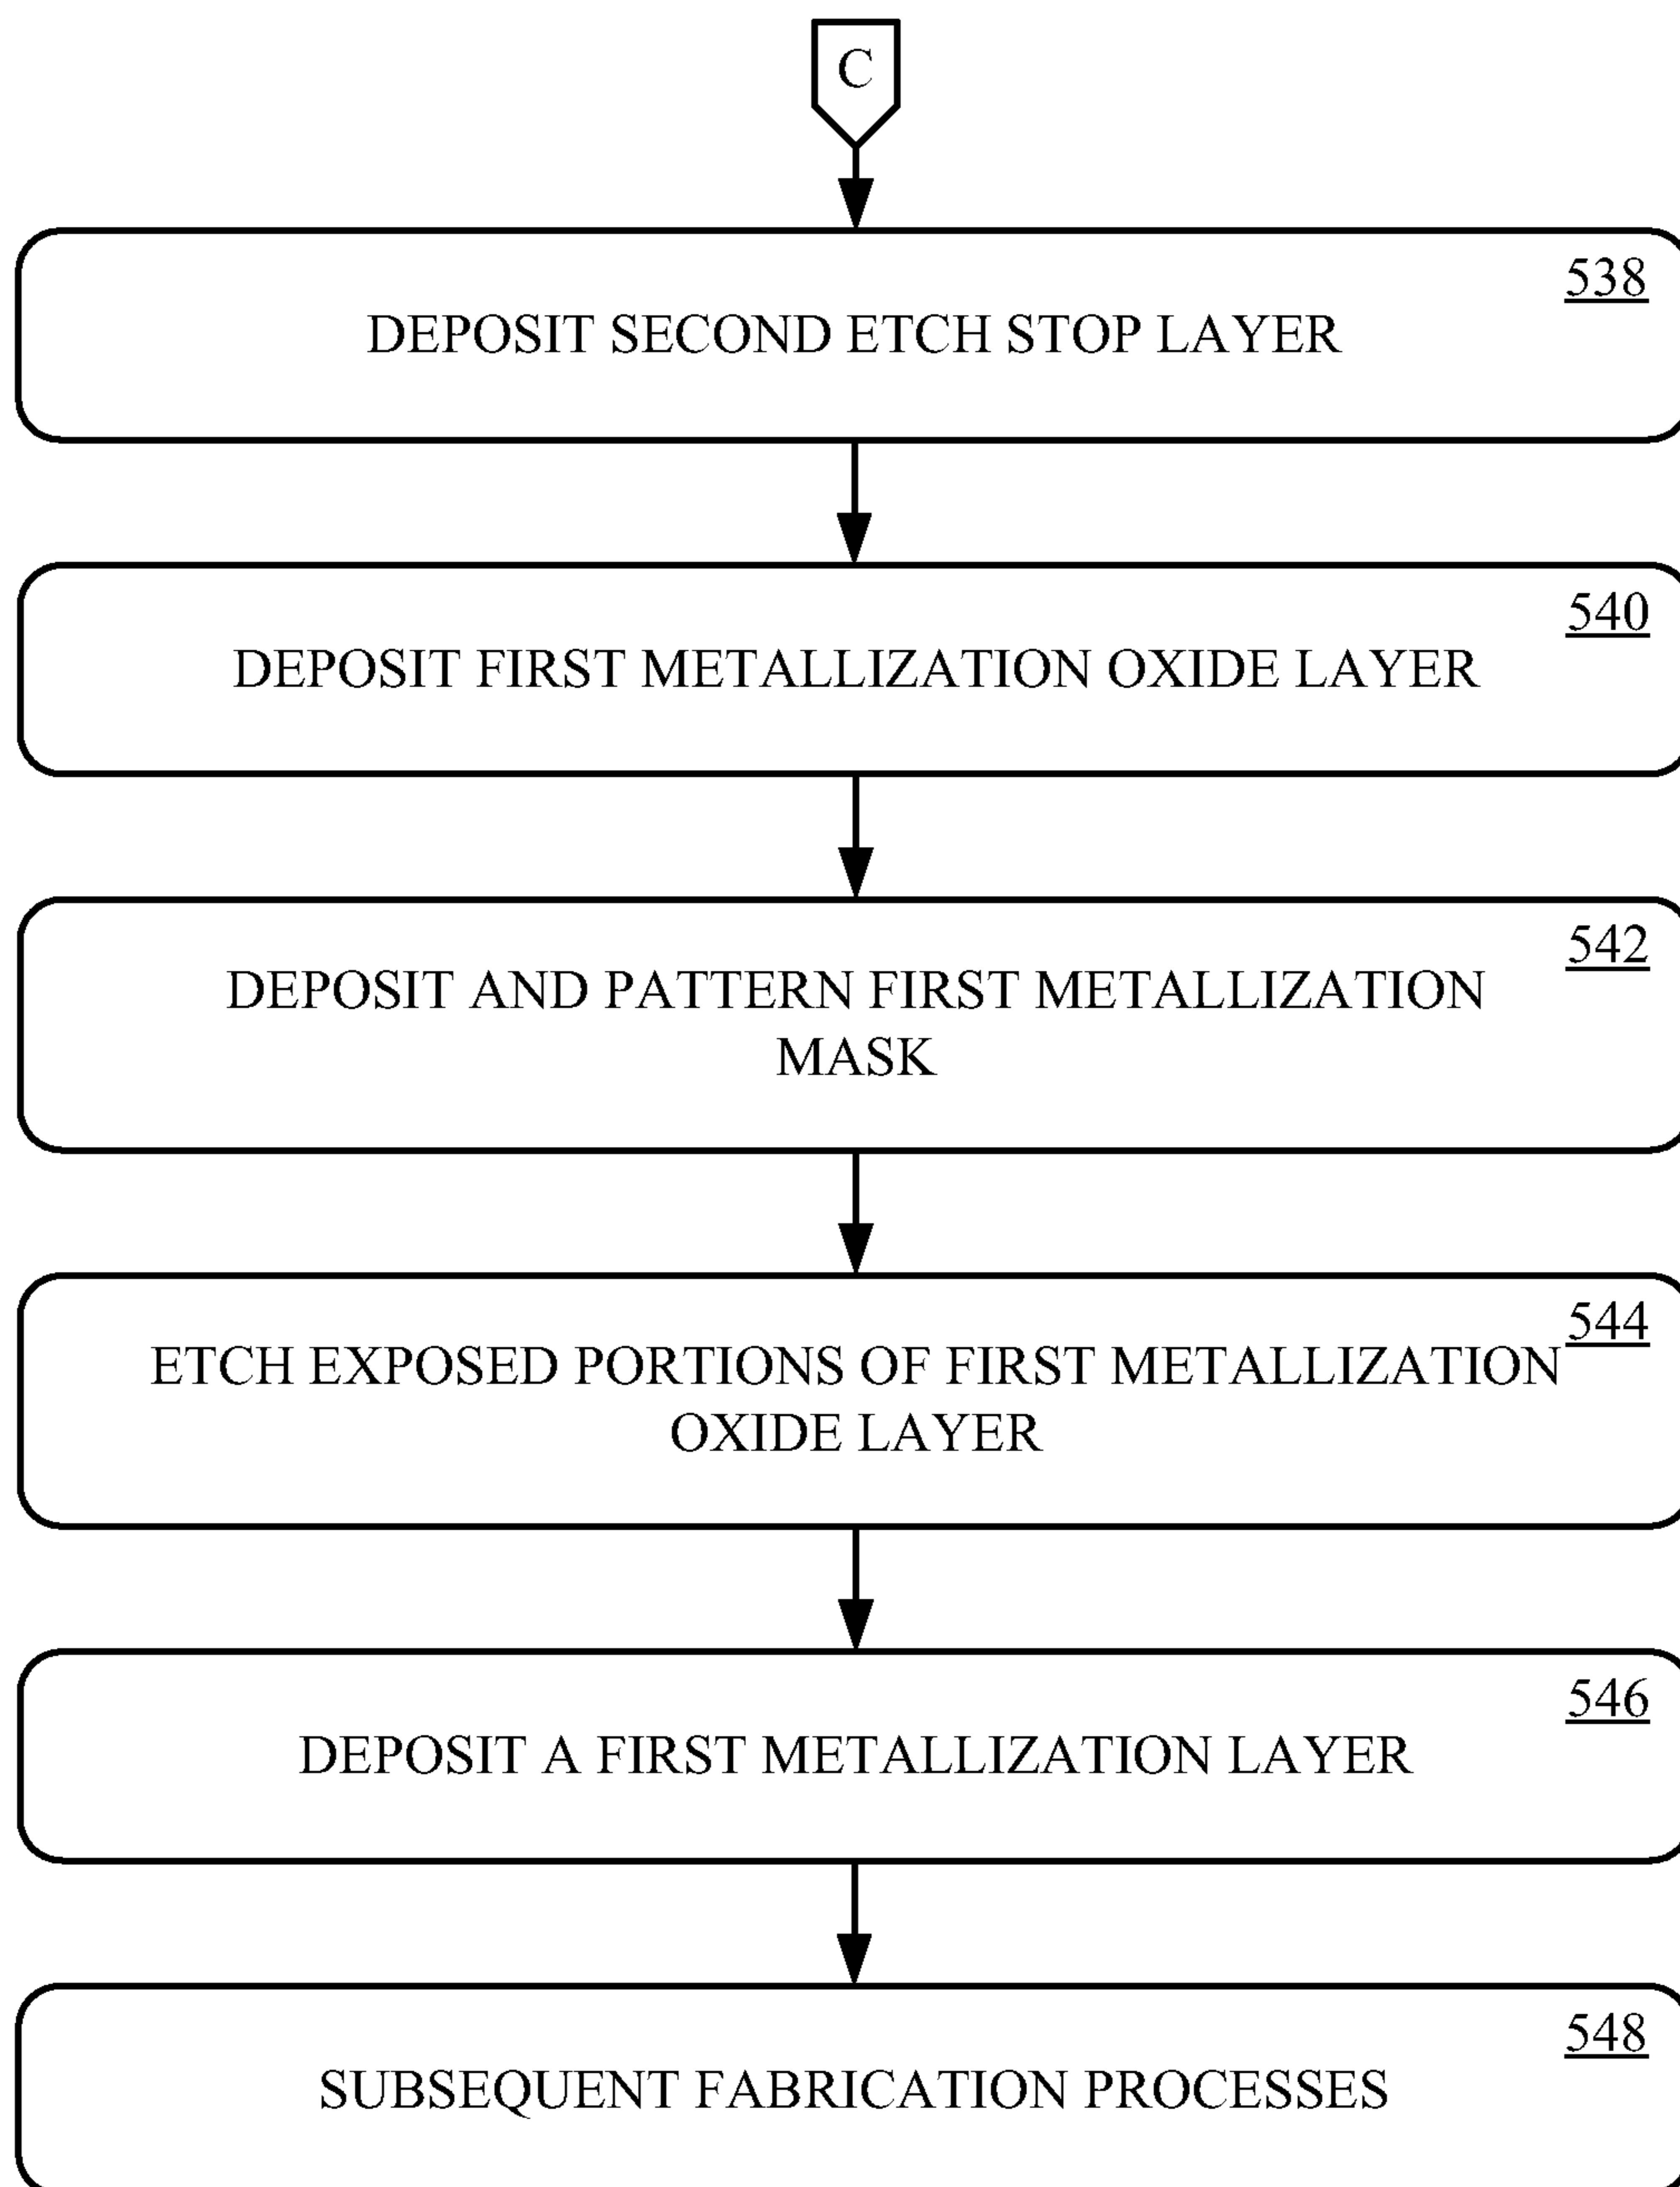 C
538
DEPOSIT SECOND ETCH STOP LAYER
540
DEPOSIT FIRST METALLIZATION OXIDE LAYER
542
DEPOSIT AND PATTERN FIRST METALLIZATION
MASK
544
ETCH EXPOSED PORTIONS OF FIRST METALLIZATION
OXIDE LAYER
546
DEPOSIT A FIRST METALLIZATION LAYER
548
SUBSEQUENT FABRICATION PROCESSES